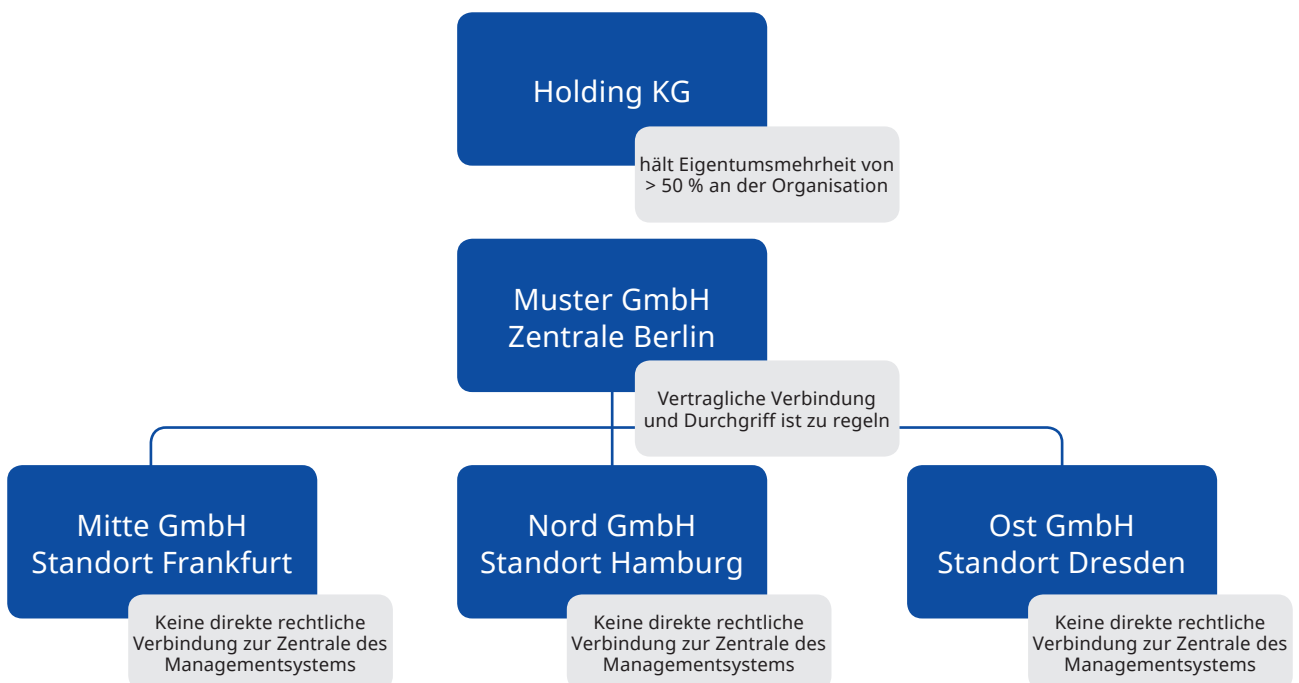 Holding KG
hält Eigentumsmehrheit von
> 50 % an der Organisation
Muster GmbH
Zentrale Berlin
Vertragliche Verbindung
und Durchgriff ist zu regeln
Mitte GmbH
Standort Frankfurt
Keine direkte rechtliche
Verbindung zur Zentrale des
Managementsystems
Nord GmbH
Standort Hamburg
Keine direkte rechtliche
Verbindung zur Zentrale des
Managementsystems
Ost GmbH
Standort Dresden
Keine direkte rechtliche
Verbindung zur Zentrale des
Managementsystems